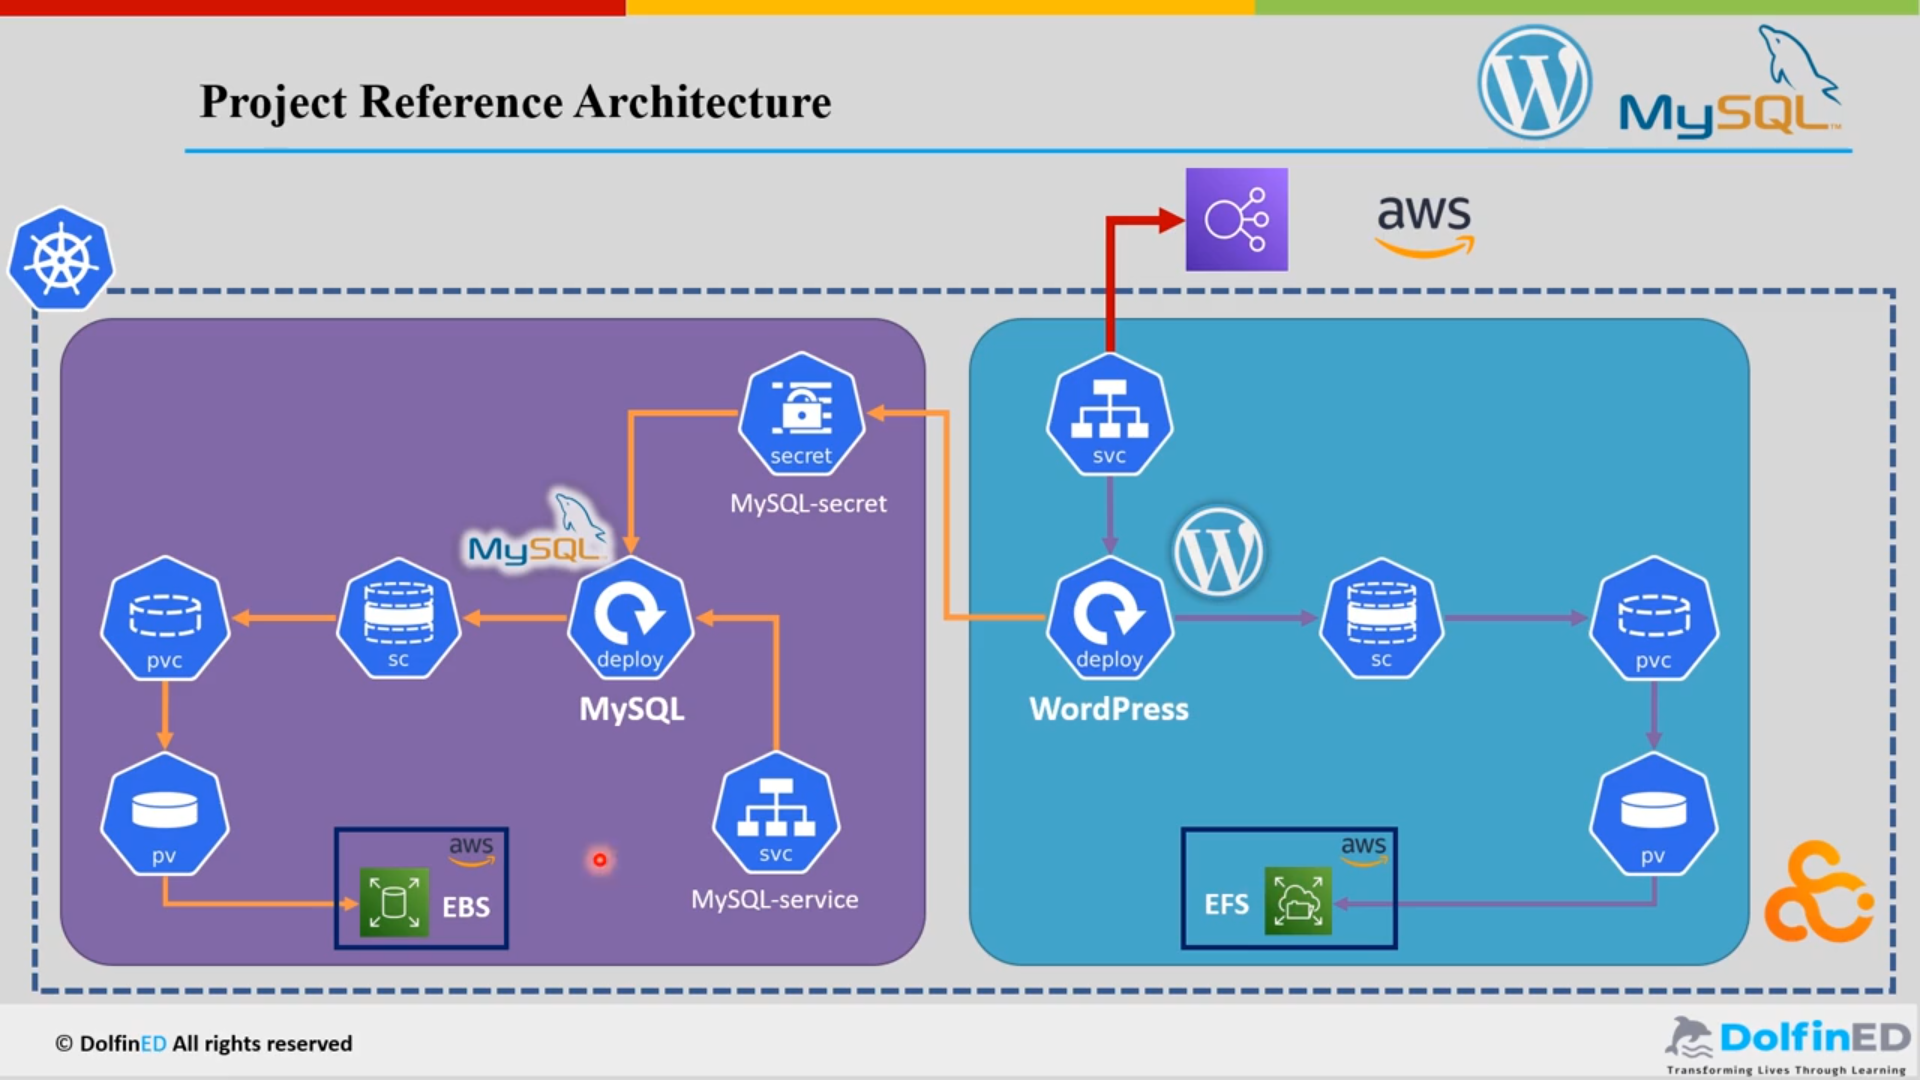 Project Reference Architecture
W
MySQL™
aws
secret
svc
MySQL-secret
MySQL
W
pvc
sc
deploy
deploy
sc
pvc
MySQL
WordPress
pv
aws
EBS
svc
MySQL-service
aws
EFS
pv
© DolfinED All rights reserved
DolfinED
Transforming Lives Through Learning